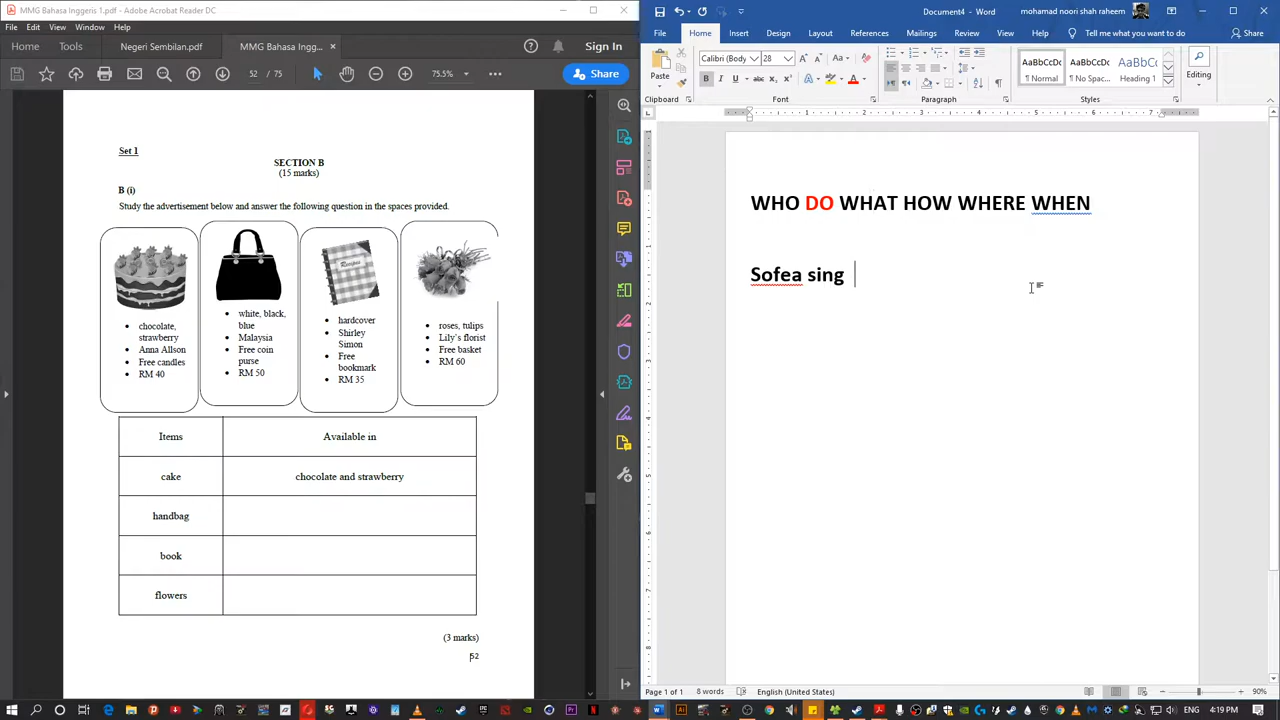 MMG Bahasa Inggeris 1.pdf - Adobe Acrobat Reader DC
File Edit View Window Help
Home Tools Negeri Sembilan.pdf MMG Bahasa Ingg... × Sign In
52 / 75 75.5% Share
Set 1
SECTION B
(15 marks)
B (i)
Study the advertisement below and answer the following question in the spaces provided.
• chocolate,
strawberry
• Anna Allson
• Free candles
• RM 40
• white, black,
blue
• Malaysia
• Free coin
purse
• RM 50
Recipes
• hardcover
• Shirley
Simon
• Free
bookmark
• RM 35
• roses, tulips
• Lily's florist
• Free basket
• RM 60
Items Available in
cake chocolate and strawberry
handbag
book
flowers
(3 marks)
52
Document4 - Word mohamad noori shah raheem
File Home Insert Design Layout References Mailings Review View Help Tell me what you want to do Share
Paste
Calibri (Body) 28
AaBbCcDc AaBbCcDc AaBbCc
¶ Normal ¶ No Spac... Heading 1
Editing
Clipboard Font Paragraph Styles
WHO DO WHAT HOW WHERE WHEN
Sofea sing
Page 1 of 1 8 words English (United States) 90%
ENG 4:19 PM